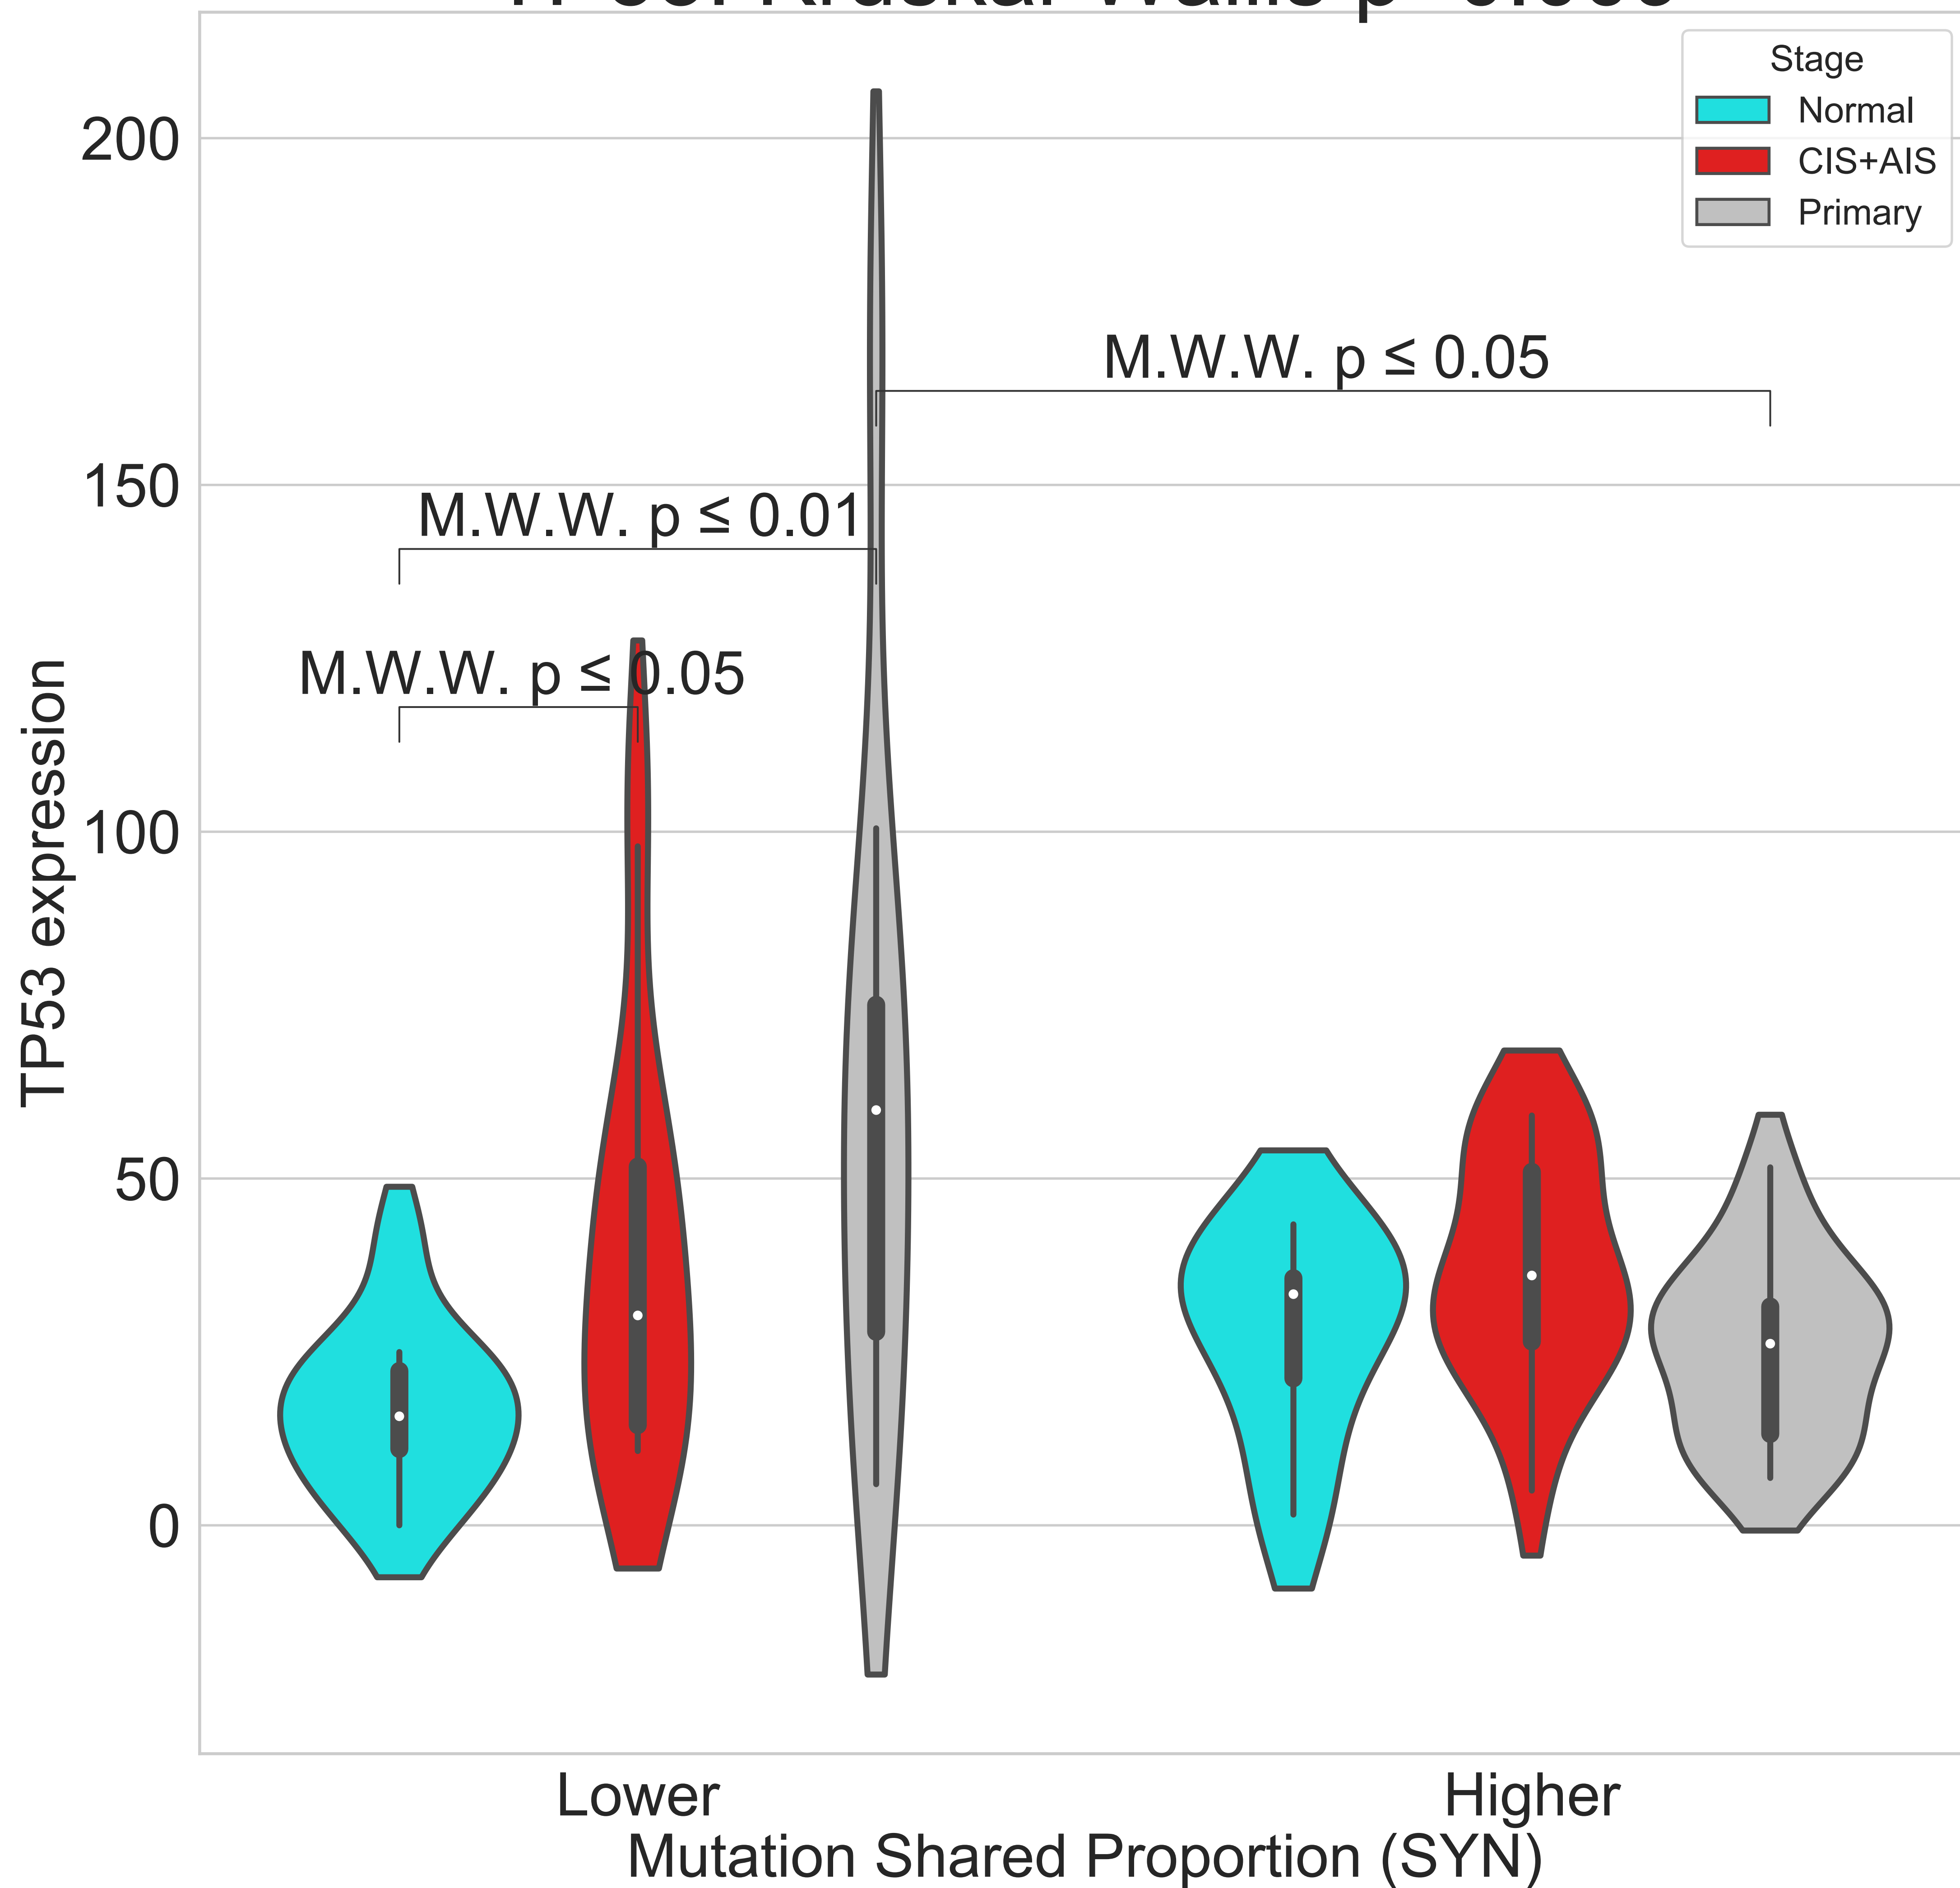 Stage
Normal
CIS+AIS
Primary
200
150
100
50
0
TP53 expression
M.W.W. p ≤ 0.05
M.W.W. p ≤ 0.01
M.W.W. p ≤ 0.05
Lower
Higher
Mutation Shared Proportion (SYN)